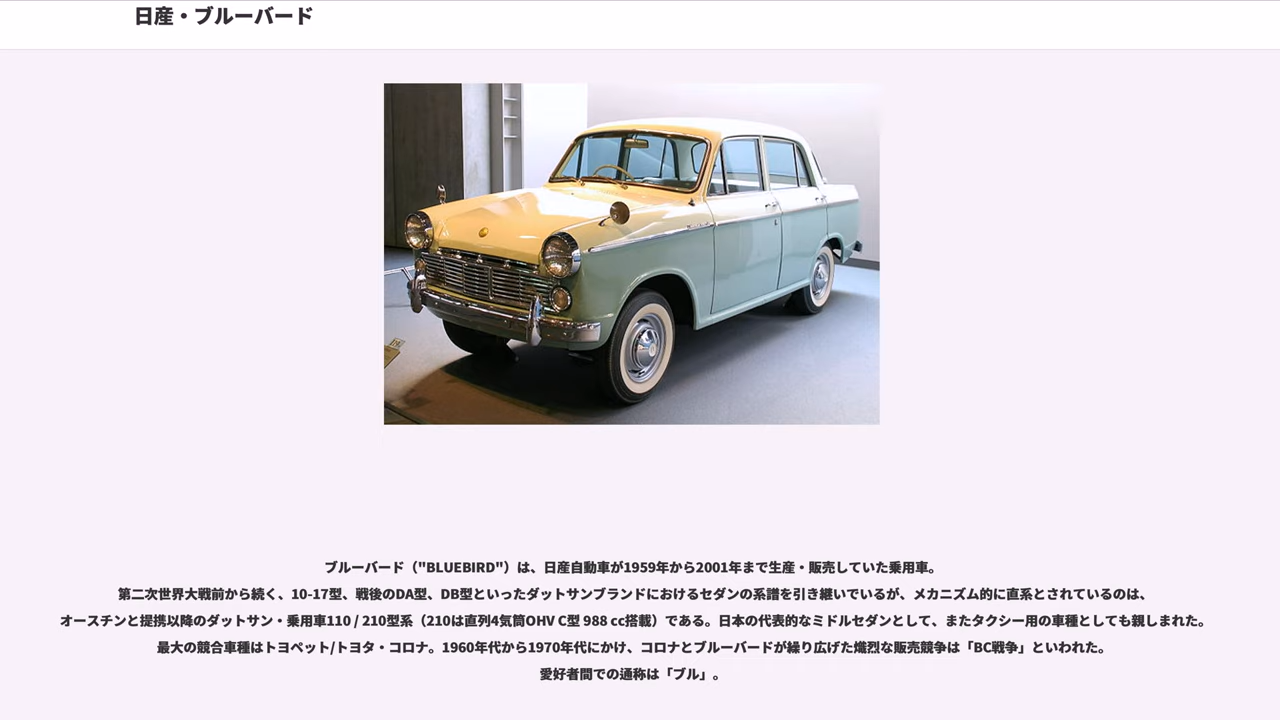 日産・ブルーバード
ブルーバード（"BLUEBIRD"）は、日産自動車が1959年から2001年まで生産・販売していた乗用車。
第二次世界大戦前から続く、10-17型、戦後のDA型、DB型といったダットサンブランドにおけるセダンの系譜を引き継いでいるが、メカニズム的に直系とされているのは、
オースチンと提携以降のダットサン・乗用車110 / 210型系（210は直列4気筒OHV C型 988 cc搭載）である。日本の代表的なミドルセダンとして、またタクシー用の車種としても親しまれた。
最大の競合車種はトヨペット/トヨタ・コロナ。1960年代から1970年代にかけ、コロナとブルーバードが繰り広げた熾烈な販売競争は「BC戦争」といわれた。
愛好者間での通称は「ブル」。